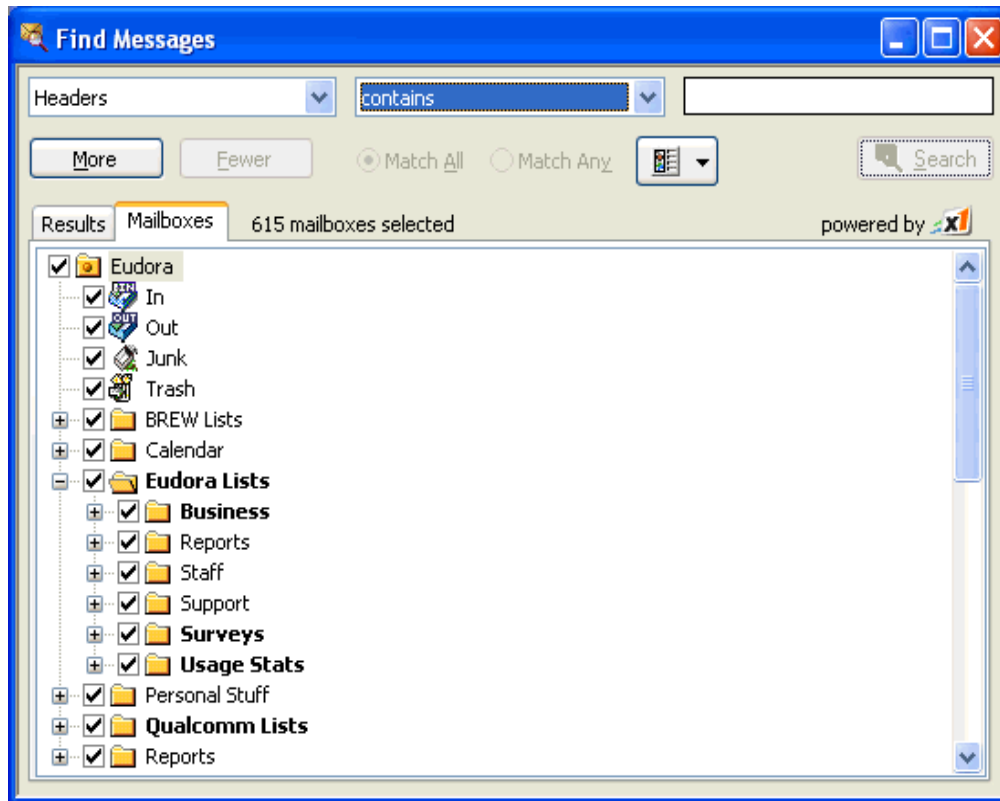 Find Messages
Headers contains
More Fewer Match All Match Any Search
Results Mailboxes 615 mailboxes selected powered by x1
Eudora
In
Out
Junk
Trash
BREW Lists
Calendar
Eudora Lists
Business
Reports
Staff
Support
Surveys
Usage Stats
Personal Stuff
Qualcomm Lists
Reports